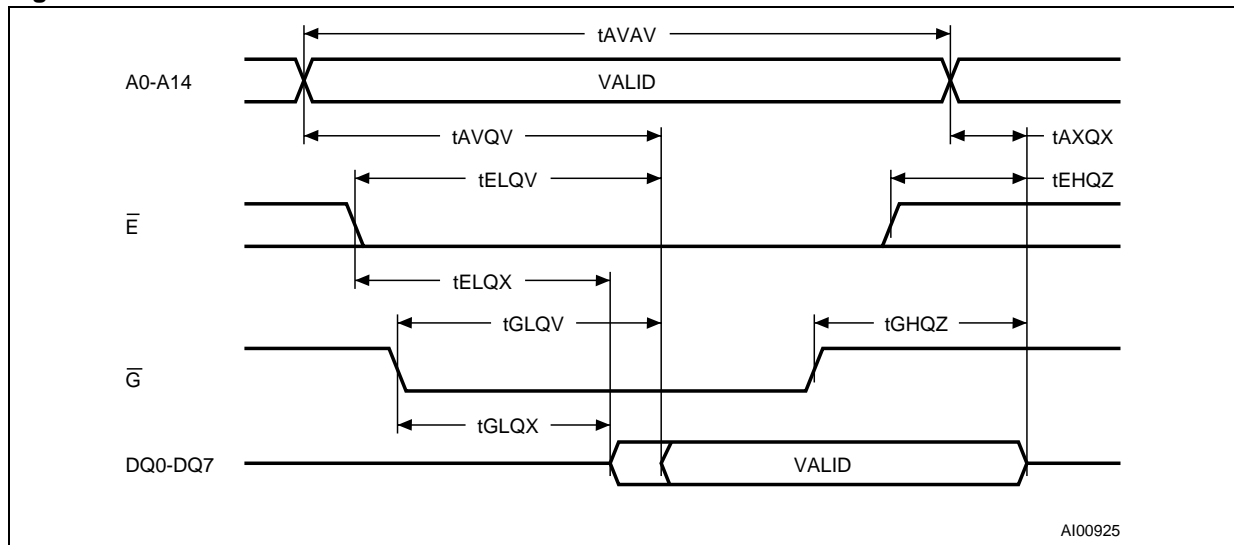 tAVAV
A0-A14
VALID
tAVQV
tAXQX
tELQV
tEHQZ
E̅
tELQX
tGLQV
tGHQZ
G̅
tGLQX
DQ0-DQ7
VALID
AI00925